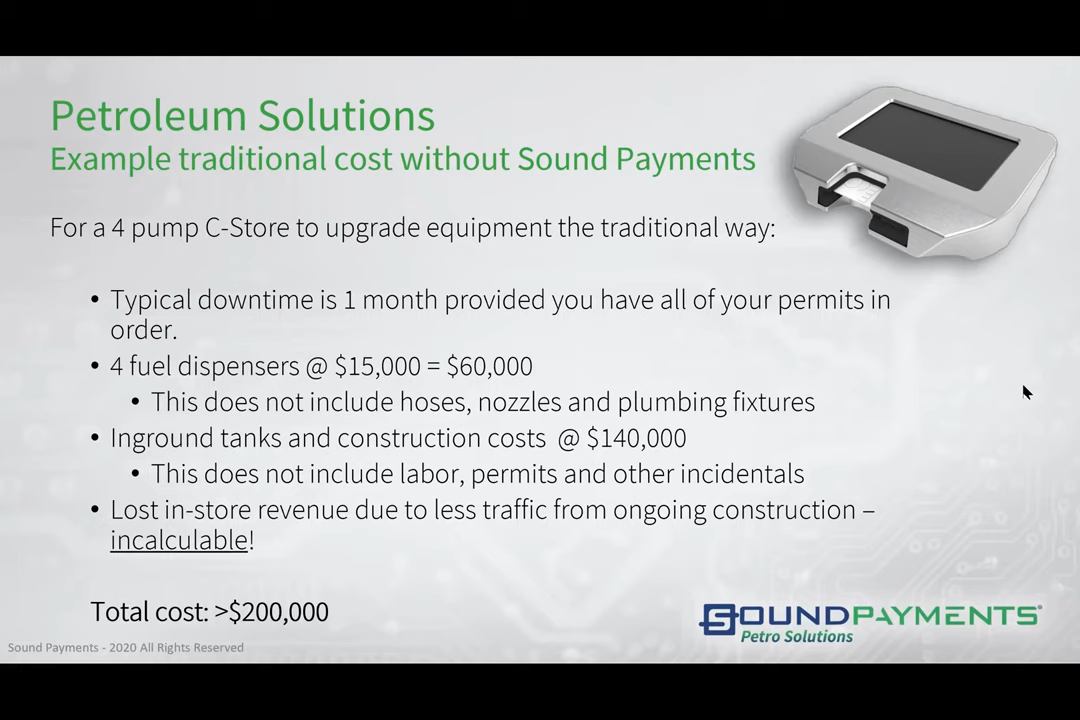 Petroleum Solutions
Example traditional cost without Sound Payments
For a 4 pump C-Store to upgrade equipment the traditional way:
• Typical downtime is 1 month provided you have all of your permits in
order.
• 4 fuel dispensers @ $15,000 = $60,000
• This does not include hoses, nozzles and plumbing fixtures
• Inground tanks and construction costs @ $140,000
• This does not include labor, permits and other incidentals
• Lost in-store revenue due to less traffic from ongoing construction –
incalculable!
Total cost: >$200,000
SOUNDPAYMENTS®
Petro Solutions
Sound Payments - 2020 All Rights Reserved